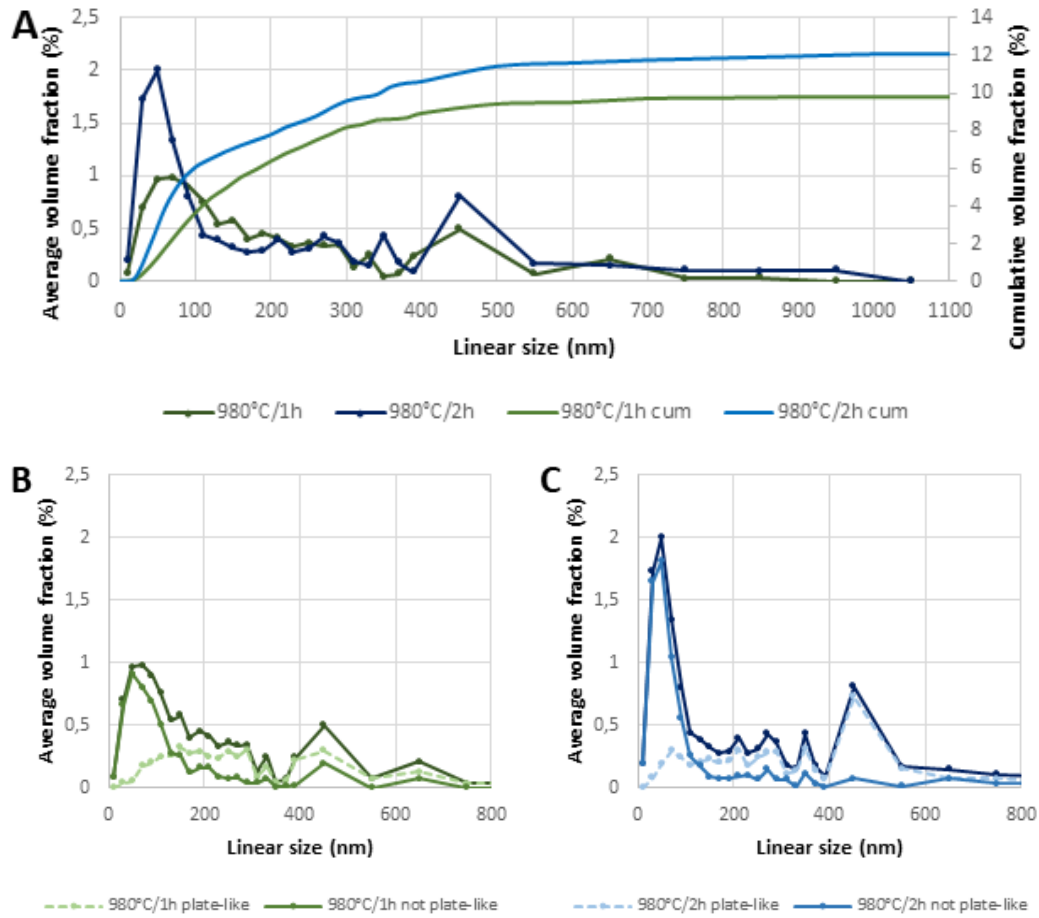 A
Average volume fraction (%)
2,5
2
1,5
1
0,5
0
14
12
10
8
6
4
2
0
Cumulative volume fraction (%)
0 100 200 300 400 500 600 700 800 900 1000 1100
Linear size (nm)
980°C/1h 980°C/2h 980°C/1h cum 980°C/2h cum
B
Average volume fraction (%)
2,5
2
1,5
1
0,5
0
0 200 400 600 800
Linear size (nm)
980°C/1h plate-like 980°C/1h not plate-like
C
Average volume fraction (%)
2,5
2
1,5
1
0,5
0
0 200 400 600 800
Linear size (nm)
980°C/2h plate-like 980°C/2h not plate-like